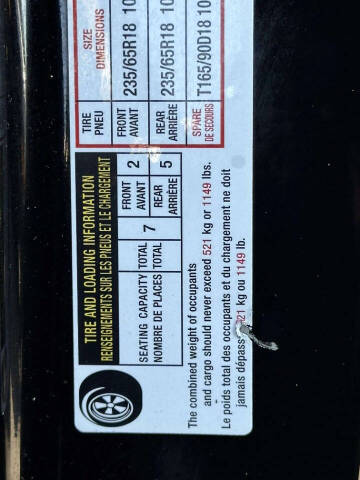 TIRE AND LOADING INFORMATION
RENSEIGNEMENTS SUR LES PNEUS ET LE CHARGEMENT
SEATING CAPACITY TOTAL 7 FRONT 2 REAR 5
NOMBRE DE PLACES TOTAL AVANT ARRIÈRE
The combined weight of occupants
and cargo should never exceed 521 kg or 1149 lbs.
Le poids total des occupants et du chargement ne doit
jamais dépasser 521 kg ou 1149 lb.
TIRE SIZE
PNEU DIMENSIONS
FRONT 235/65R18 10
AVANT
REAR 235/65R18 10
ARRIÈRE
SPARE T165/90D18 10
DE SECOURS